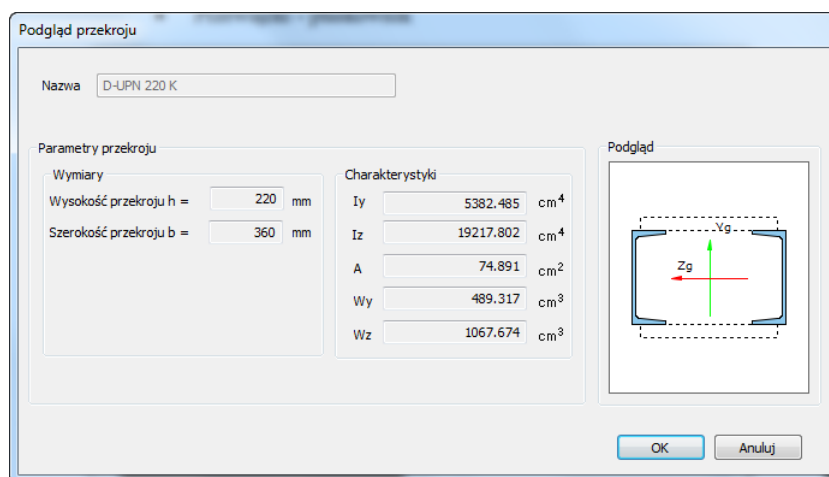 Podgląd przekroju
Nazwa D-UPN 220 K
Parametry przekroju
Wymiary
Wysokość przekroju h = 220 mm
Szerokość przekroju b = 360 mm
Charakterystyki
Iy 5382.485 cm⁴
Iz 19217.802 cm⁴
A 74.891 cm²
Wy 489.317 cm³
Wz 1067.674 cm³
Podgląd
Yg
Zg
OK Anuluj